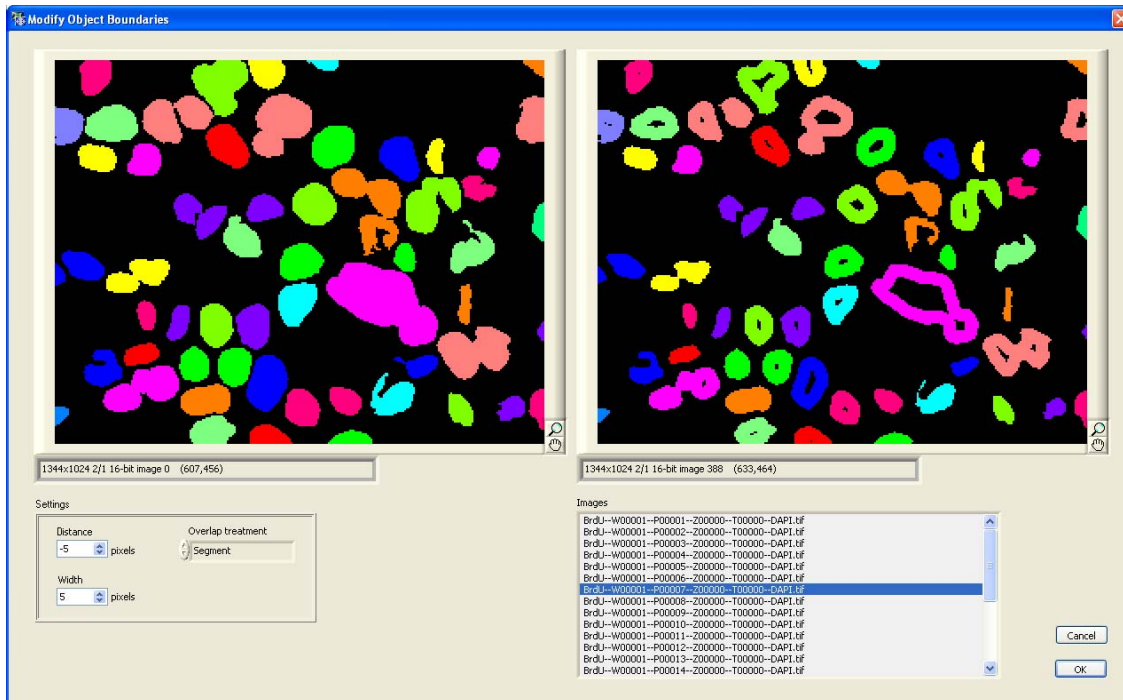 Modify Object Boundaries
1344x1024 2/1 16-bit image 0 (607,456)
1344x1024 2/1 16-bit image 388 (633,464)
Settings
Distance
Overlap treatment
-5 pixels
Segment
Width
5 pixels
Images
BrdU--W00001--P00001--Z00000--T00000--DAPI.tif
BrdU--W00001--P00002--Z00000--T00000--DAPI.tif
BrdU--W00001--P00003--Z00000--T00000--DAPI.tif
BrdU--W00001--P00004--Z00000--T00000--DAPI.tif
BrdU--W00001--P00005--Z00000--T00000--DAPI.tif
BrdU--W00001--P00006--Z00000--T00000--DAPI.tif
BrdU--W00001--P00007--Z00000--T00000--DAPI.tif
BrdU--W00001--P00008--Z00000--T00000--DAPI.tif
BrdU--W00001--P00009--Z00000--T00000--DAPI.tif
BrdU--W00001--P00010--Z00000--T00000--DAPI.tif
BrdU--W00001--P00011--Z00000--T00000--DAPI.tif
BrdU--W00001--P00012--Z00000--T00000--DAPI.tif
BrdU--W00001--P00013--Z00000--T00000--DAPI.tif
BrdU--W00001--P00014--Z00000--T00000--DAPI.tif
Cancel
OK